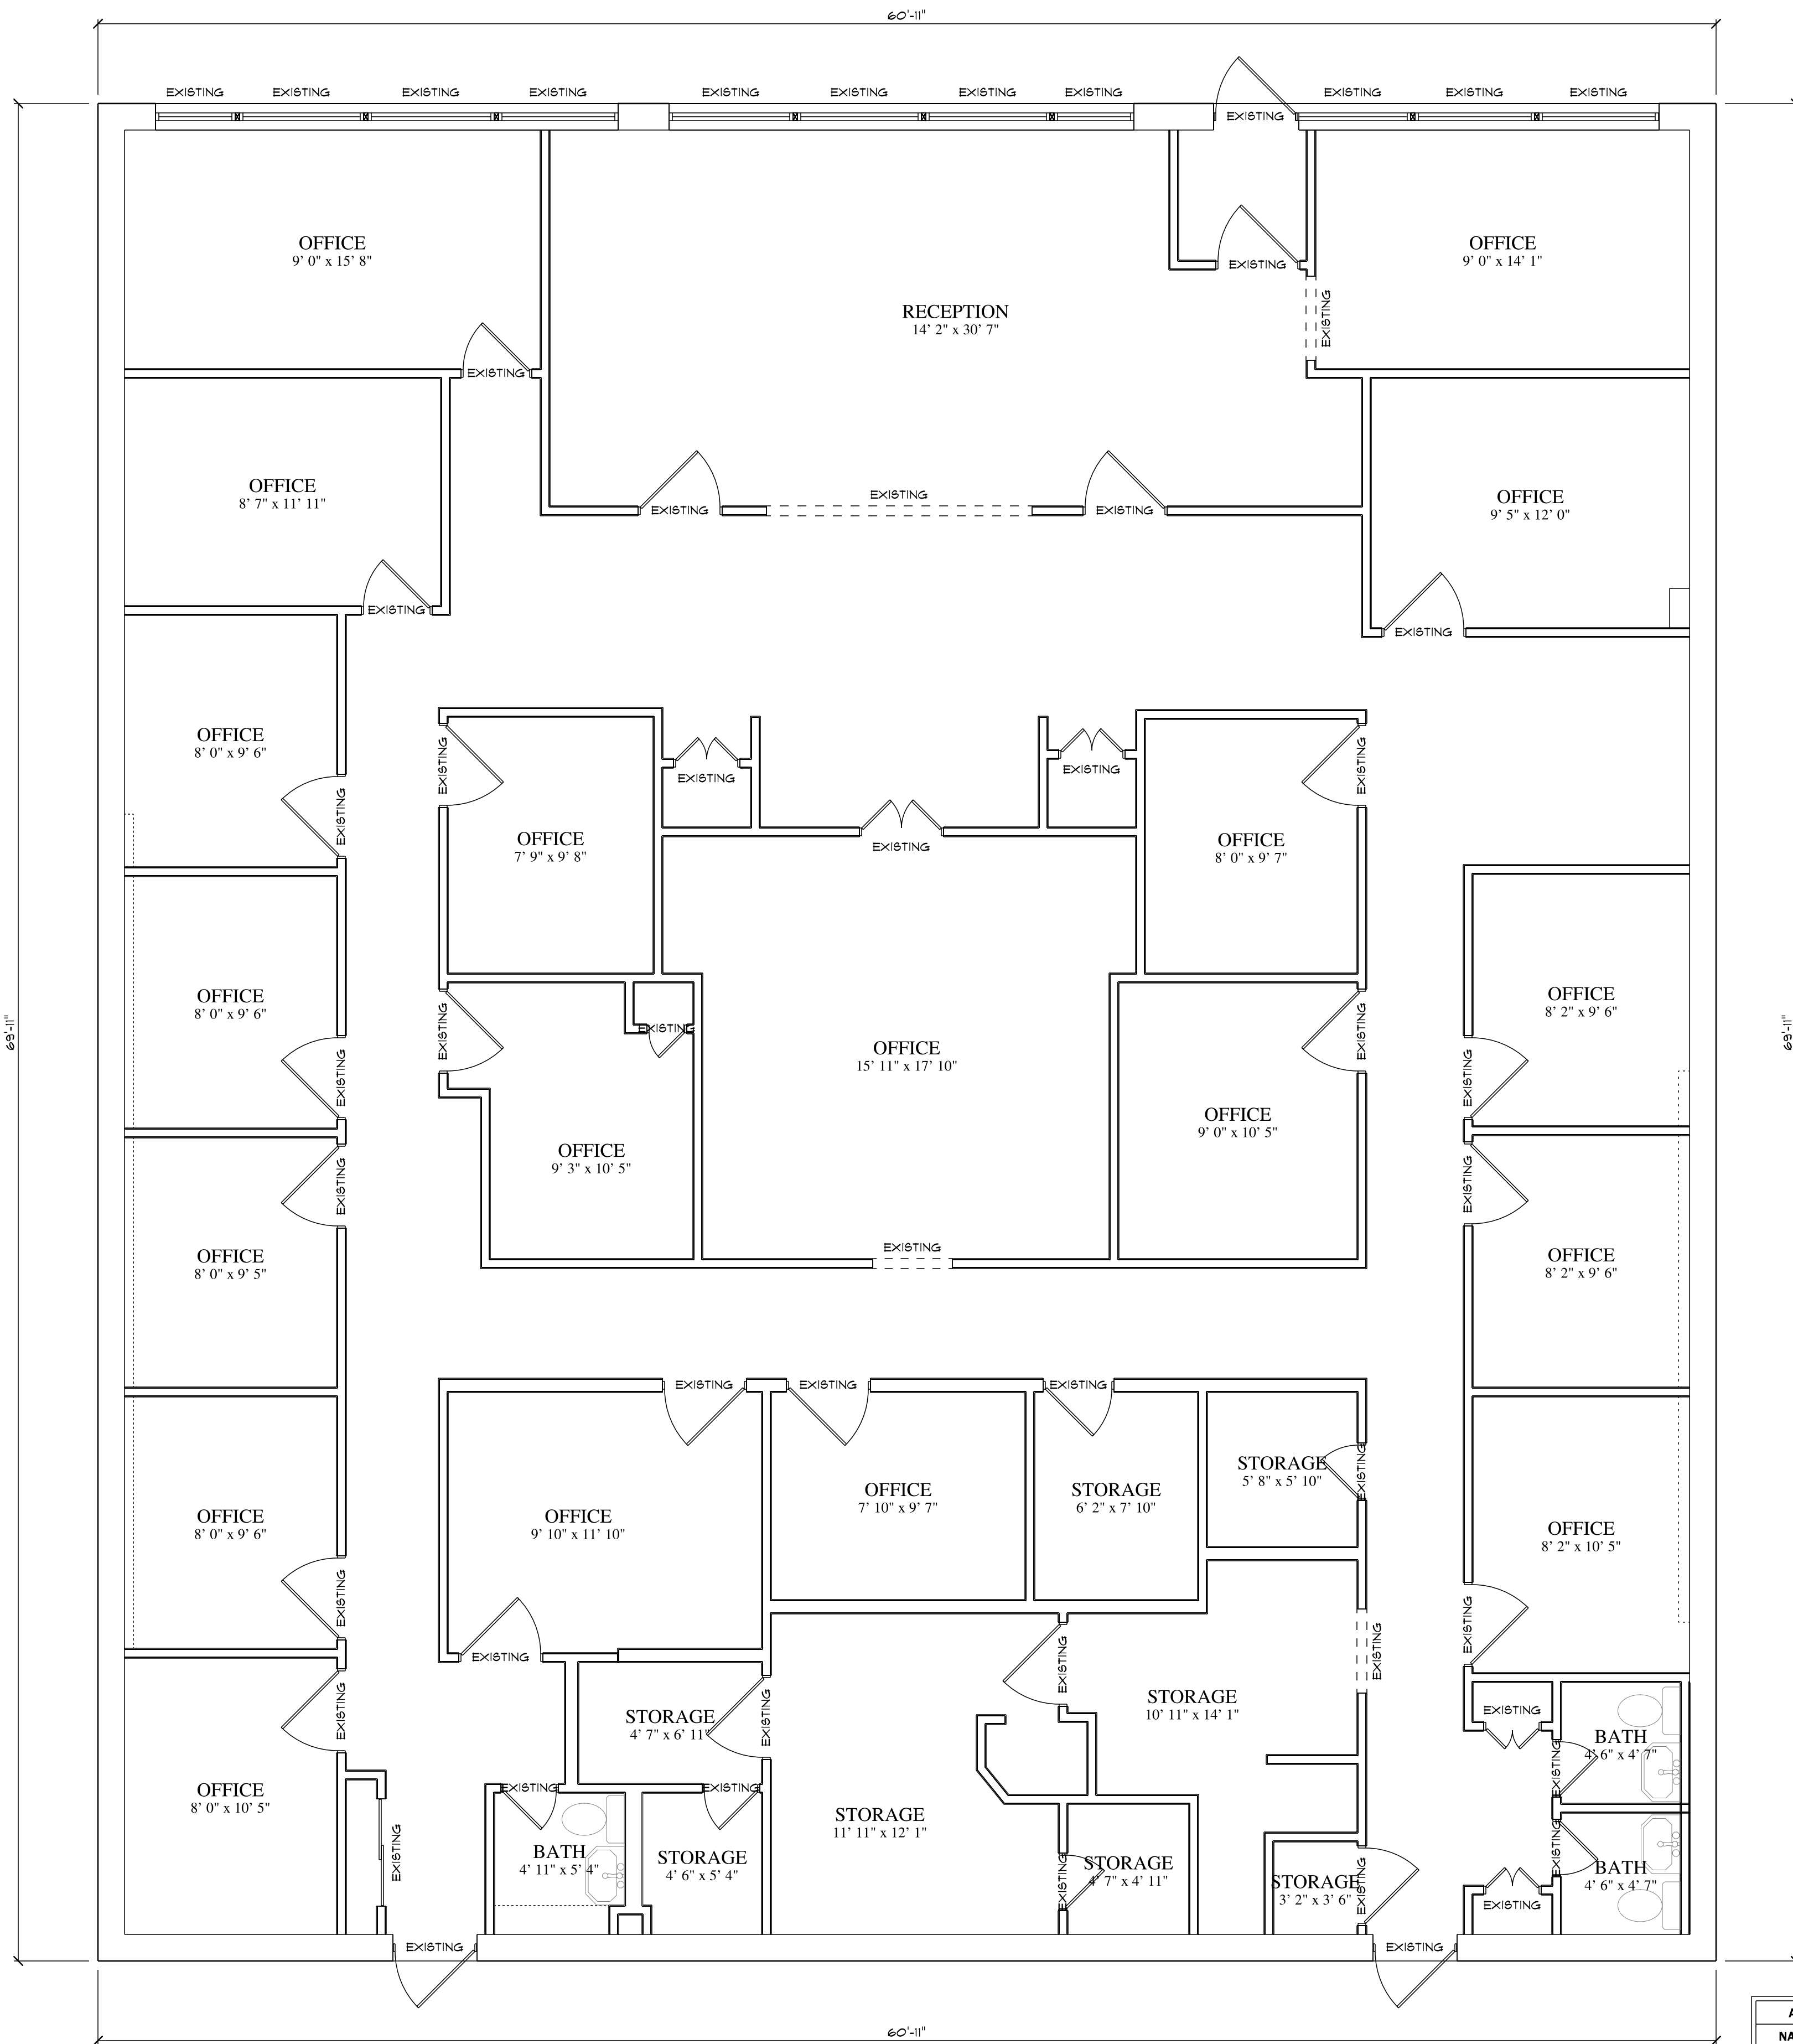 60'-11"
EXISTING EXISTING EXISTING EXISTING EXISTING EXISTING EXISTING EXISTING EXISTING EXISTING EXISTING
EXISTING
OFFICE
9' 0" x 15' 8"
OFFICE
9' 0" x 14' 1"
EXISTING
RECEPTION
14' 2" x 30' 7"
EXISTING
EXISTING
OFFICE
8' 7" x 11' 11"
EXISTING
EXISTING
EXISTING
OFFICE
9' 5" x 12' 0"
EXISTING
EXISTING
OFFICE
8' 0" x 9' 6"
EXISTING
EXISTING
EXISTING
EXISTING
EXISTING
EXISTING
OFFICE
7' 9" x 9' 8"
EXISTING
OFFICE
8' 0" x 9' 7"
OFFICE
8' 0" x 9' 6"
69'-11"
EXISTING
EXISTING
EXISTING
OFFICE
15' 11" x 17' 10"
EXISTING
OFFICE
8' 2" x 9' 6"
69'-11"
EXISTING
EXISTING
OFFICE
9' 3" x 10' 5"
OFFICE
9' 0" x 10' 5"
EXISTING
EXISTING
OFFICE
8' 0" x 9' 5"
EXISTING
OFFICE
8' 2" x 9' 6"
EXISTING
EXISTING
EXISTING
OFFICE
8' 0" x 9' 6"
OFFICE
9' 10" x 11' 10"
OFFICE
7' 10" x 9' 7"
STORAGE
6' 2" x 7' 10"
STORAGE
5' 8" x 5' 10"
EXISTING
OFFICE
8' 2" x 10' 5"
EXISTING
EXISTING
EXISTING
EXISTING
EXISTING
EXISTING
STORAGE
4' 7" x 6' 11"
EXISTING
STORAGE
10' 11" x 14' 1"
EXISTING
BATH
4' 6" x 4' 7"
EXISTING
OFFICE
8' 0" x 10' 5"
EXISTING
EXISTING
EXISTING
BATH
4' 11" x 5' 4"
STORAGE
4' 6" x 5' 4"
STORAGE
11' 11" x 12' 1"
EXISTING
STORAGE
4' 7" x 4' 11"
STORAGE
3' 2" x 3' 6"
EXISTING
EXISTING
BATH
4' 6" x 4' 7"
EXISTING
EXISTING
EXISTING
60'-11"
A
NA